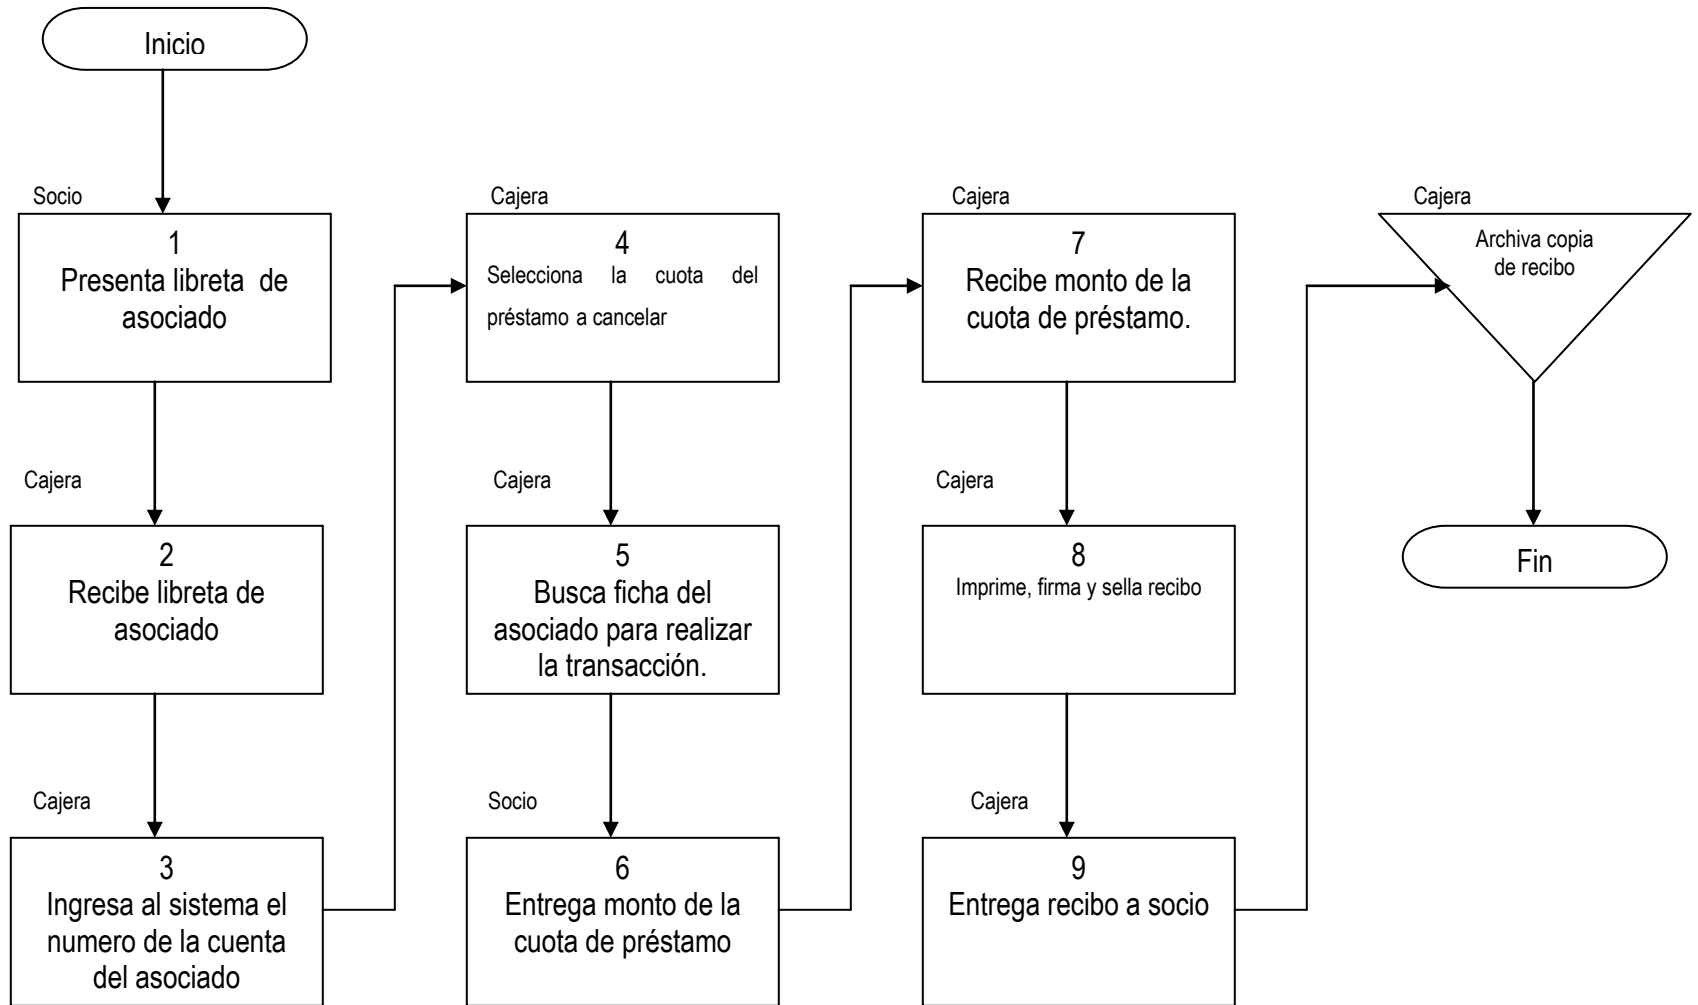 Inicio
Socio
1
Presenta libreta de
asociado
Cajera
2
Recibe libreta de
asociado
Cajera
3
Ingresa al sistema el
numero de la cuenta
del asociado
Cajera
4
Selecciona la cuota del
préstamo a cancelar
Cajera
5
Busca ficha del
asociado para realizar
la transacción.
Socio
6
Entrega monto de la
cuota de préstamo
Cajera
7
Recibe monto de la
cuota de préstamo.
Cajera
8
Imprime, firma y sella recibo
Cajera
9
Entrega recibo a socio
Cajera
Archiva copia
de recibo
Fin